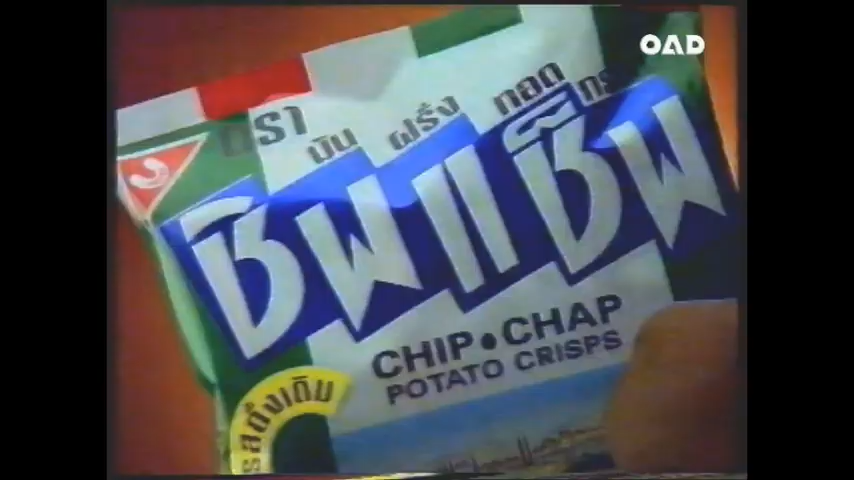 OAD
ตรา
มันฝรั่งทอด
ชิพแช็พ
CHIP•CHAP
POTATO CRISPS
รสดั้งเดิม